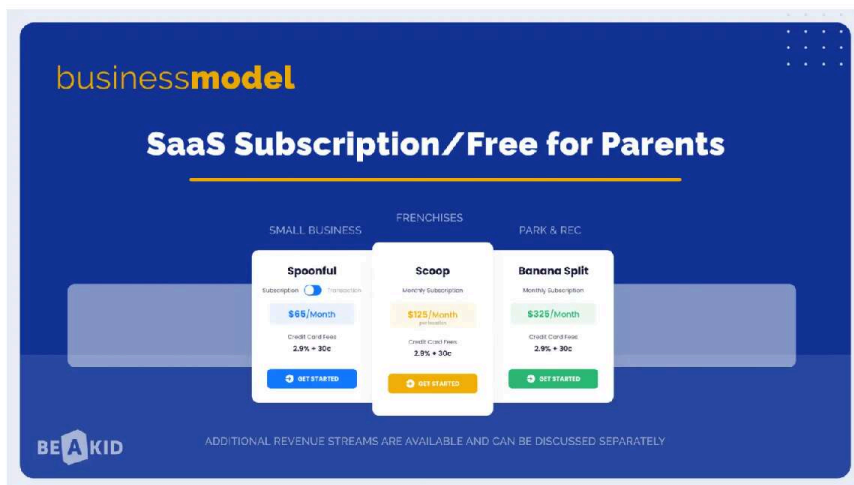 businessmodel
SaaS Subscription/Free for Parents
SMALL BUSINESS
FRENCHISES
PARK & REC
Spoonful
Subscription Transaction
$65/Month
Credit Card Fees
2.9% + 30c
GET STARTED
Scoop
Monthly Subscription
$125/Month
per location
Credit Card Fees
2.9% + 30c
GET STARTED
Banana Split
Monthly Subscription
$325/Month
Credit Card Fees
2.9% + 30c
GET STARTED
BE A KID
ADDITIONAL REVENUE STREAMS ARE AVAILABLE AND CAN BE DISCUSSED SEPARATELY